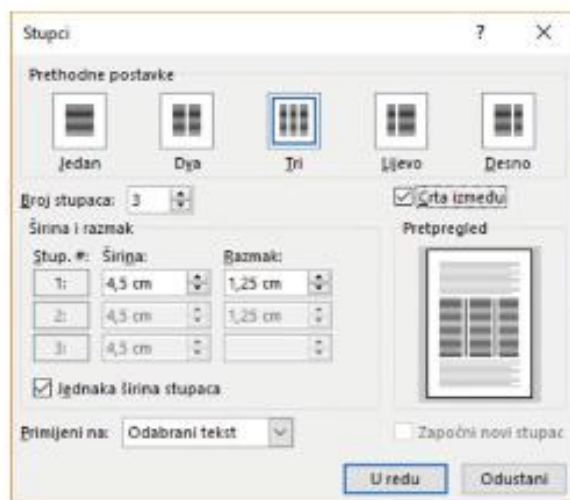 Stupci ? X
Prethodne postavke
Jedan Dva Tri Lijevo Desno
Broj stupaca: 3 Crta između
Širina i razmak Pretpregled
Stup. #: Širina: Razmak:
1: 4,5 cm 1,25 cm
2: 4,5 cm 1,25 cm
3: 4,5 cm
Jednaka širina stupaca
Primijeni na: Odabrani tekst Započni novi stupac
U redu Odustani